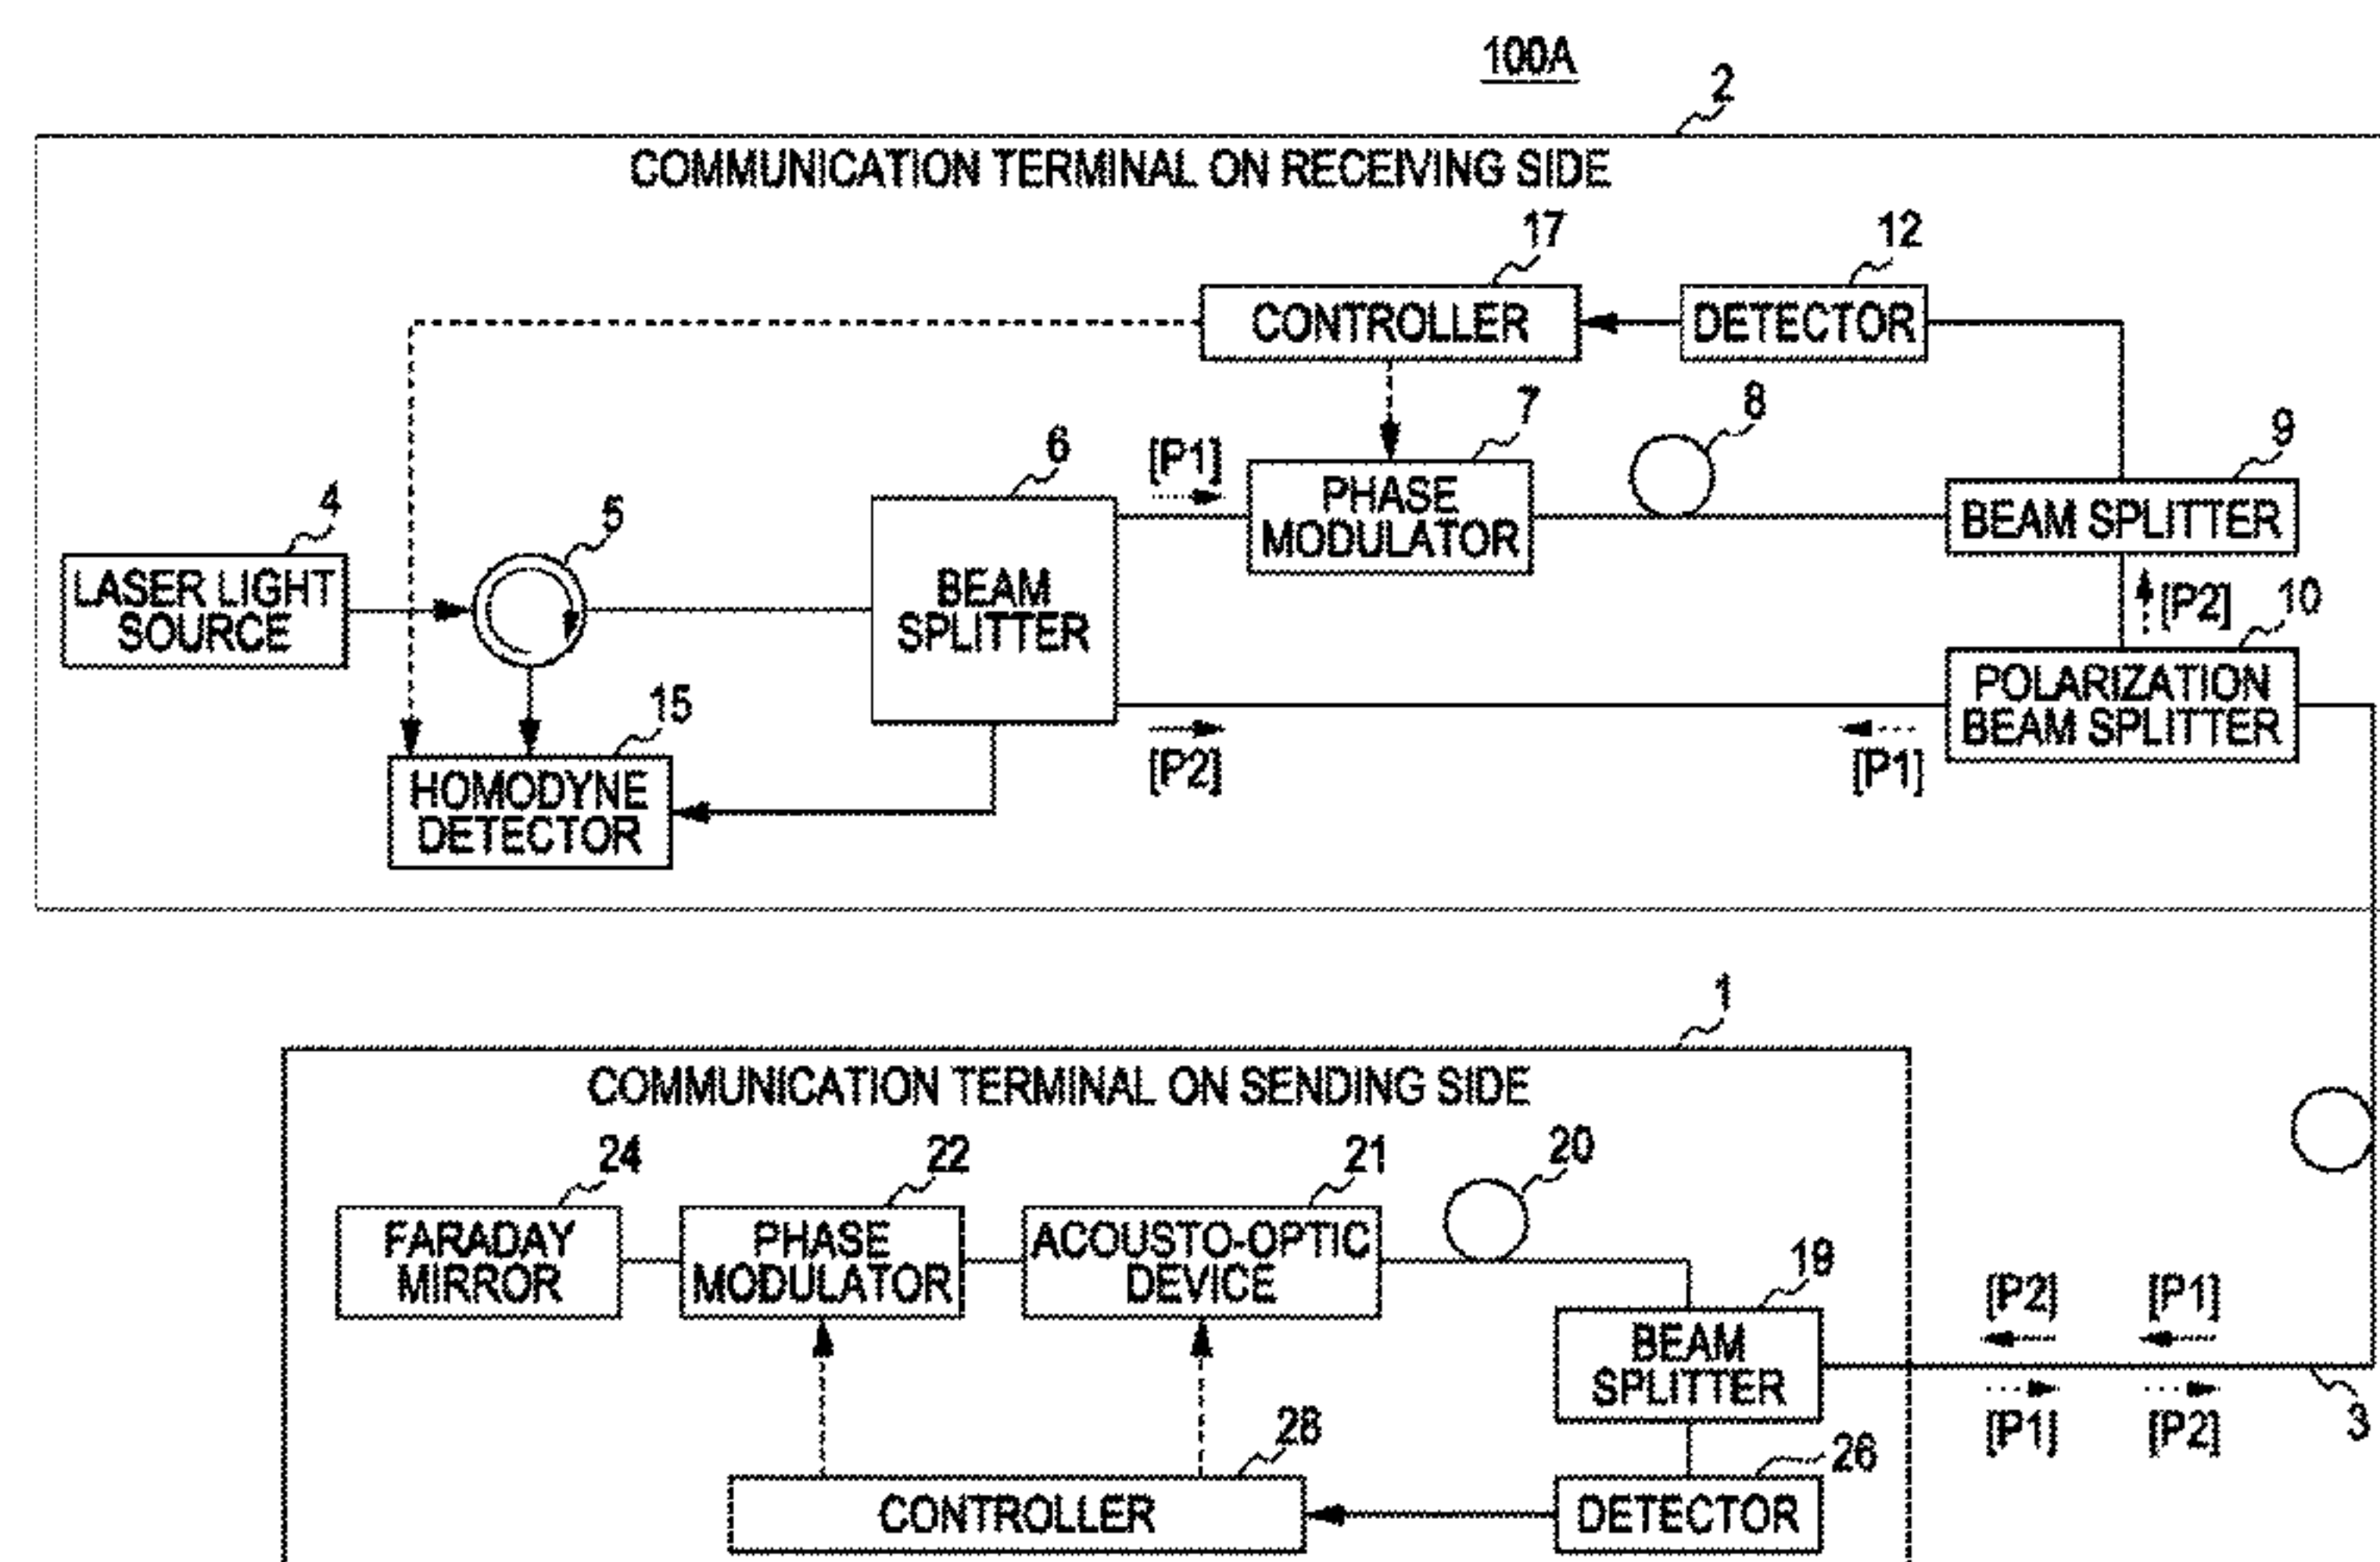 100A
2
COMMUNICATION TERMINAL ON RECEIVING SIDE
17
12
CONTROLLER
DETECTOR
7
8
6
[P1]
9
4
5
PHASE
MODULATOR
BEAM SPLITTER
LASER LIGHT
SOURCE
BEAM
SPLITTER
[P2]
10
15
POLARIZATION
BEAM SPLITTER
HOMODYNE
DETECTOR
[P2]
[P1]
1
COMMUNICATION TERMINAL ON SENDING SIDE
24
22
21
20
FARADAY
MIRROR
PHASE
MODULATOR
ACOUSTO-OPTIC
DEVICE
19
[P2]
[P1]
BEAM
SPLITTER
[P1]
[P2]
3
28
26
CONTROLLER
DETECTOR